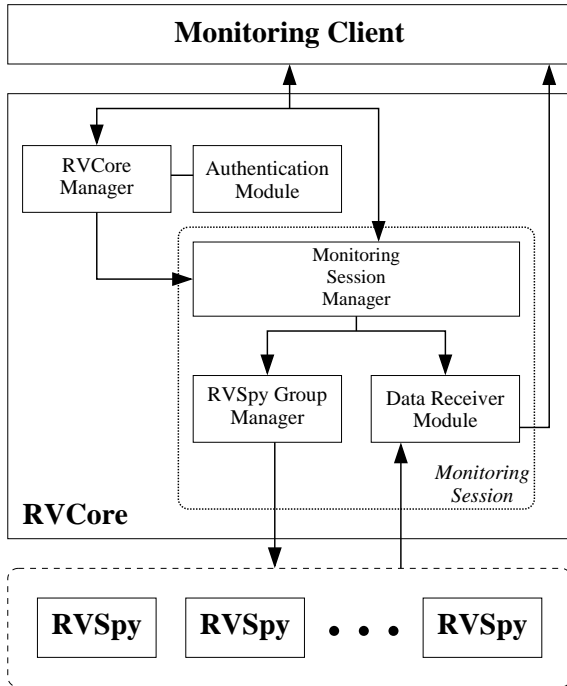 Monitoring Client
RVCore
Manager
Authentication
Module
Monitoring
Session
Manager
RVSpy Group
Manager
Data Receiver
Module
Monitoring
Session
RVCore
RVSpy
RVSpy
RVSpy